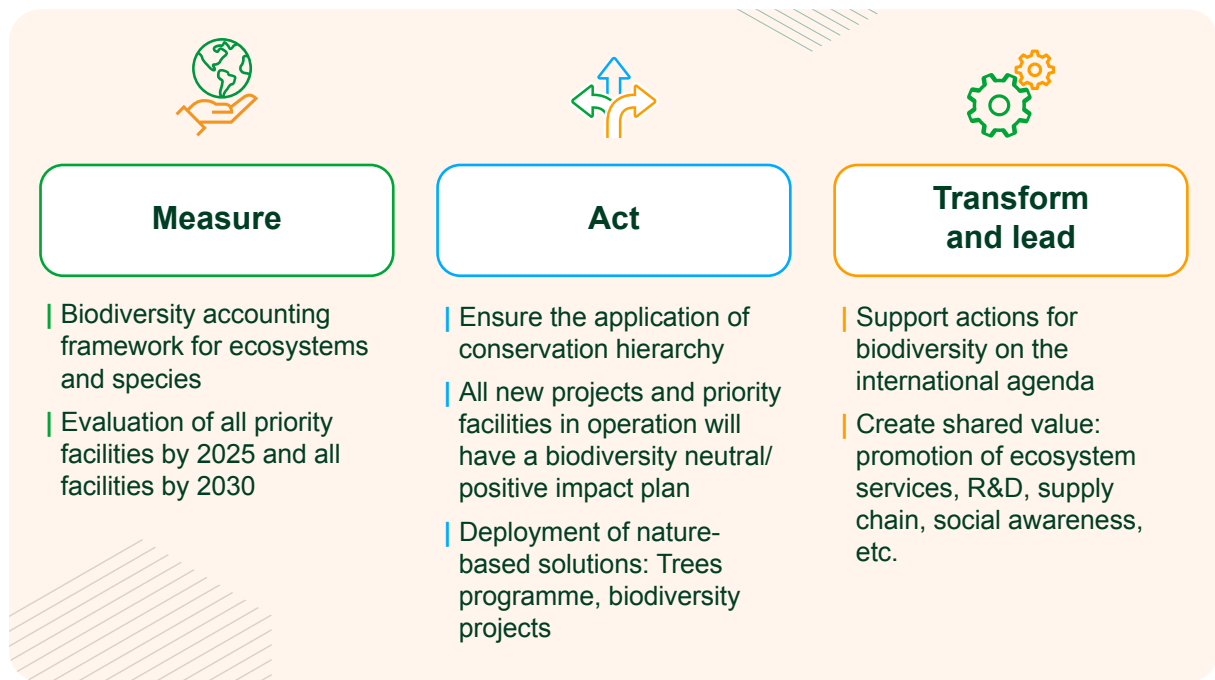 Measure
| Biodiversity accounting
framework for ecosystems
and species
| Evaluation of all priority
facilities by 2025 and all
facilities by 2030
Act
| Ensure the application of
conservation hierarchy
| All new projects and priority
facilities in operation will
have a biodiversity neutral/
positive impact plan
| Deployment of nature-
based solutions: Trees
programme, biodiversity
projects
Transform
and lead
| Support actions for
biodiversity on the
international agenda
| Create shared value:
promotion of ecosystem
services, R&D, supply
chain, social awareness,
etc.